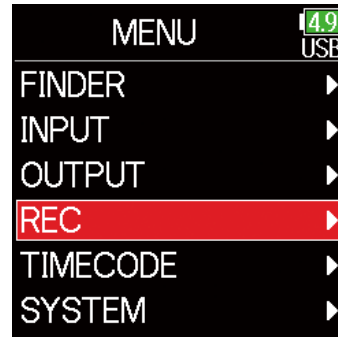 MENU
4.9
USB
FINDER
INPUT
OUTPUT
REC
TIMECODE
SYSTEM